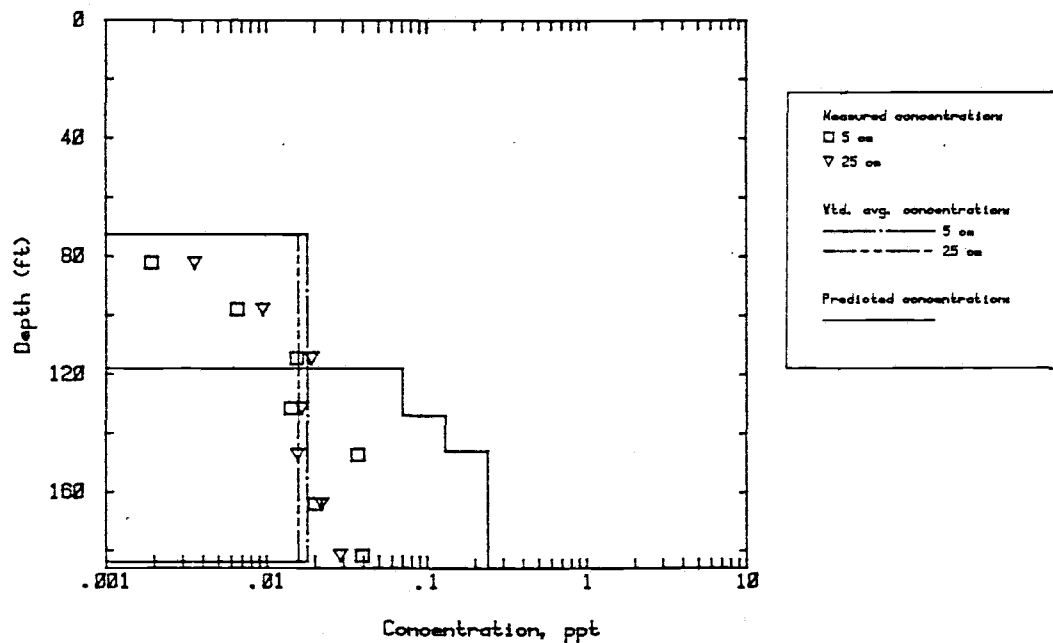 0
40
80
120
160
Depth (ft)
.001
.01
.1
1
10
Concentration, ppt
Measured concentrations
5 cm
25 cm
Wtd. avg. concentrations
5 cm
25 cm
Predicted concentrations